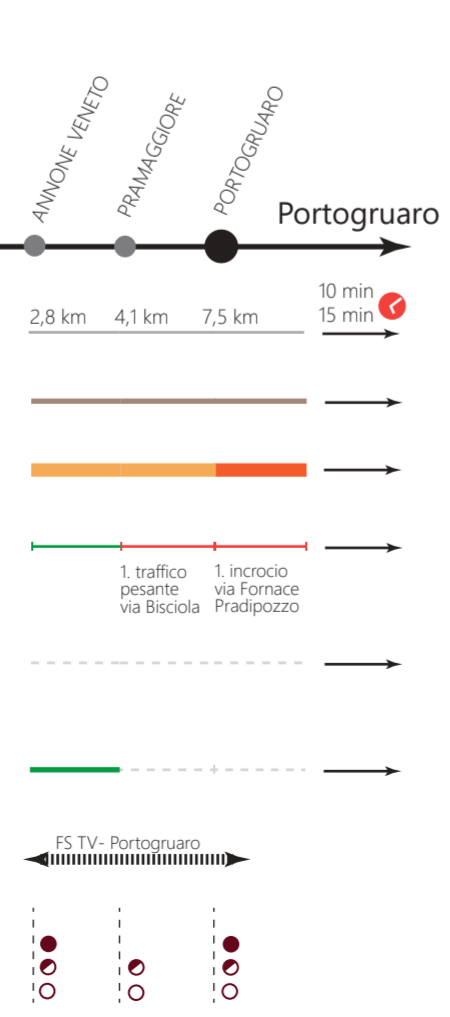 ANNONE VENETO
PRAMAGGIORE
PORTOGRUARO
Portogruaro
10 min
15 min
2,8 km
4,1 km
7,5 km
1. traffico
pesante
via Bisciola
1. incrocio
via Fornace
Pradipozzo
FS TV- Portogruaro